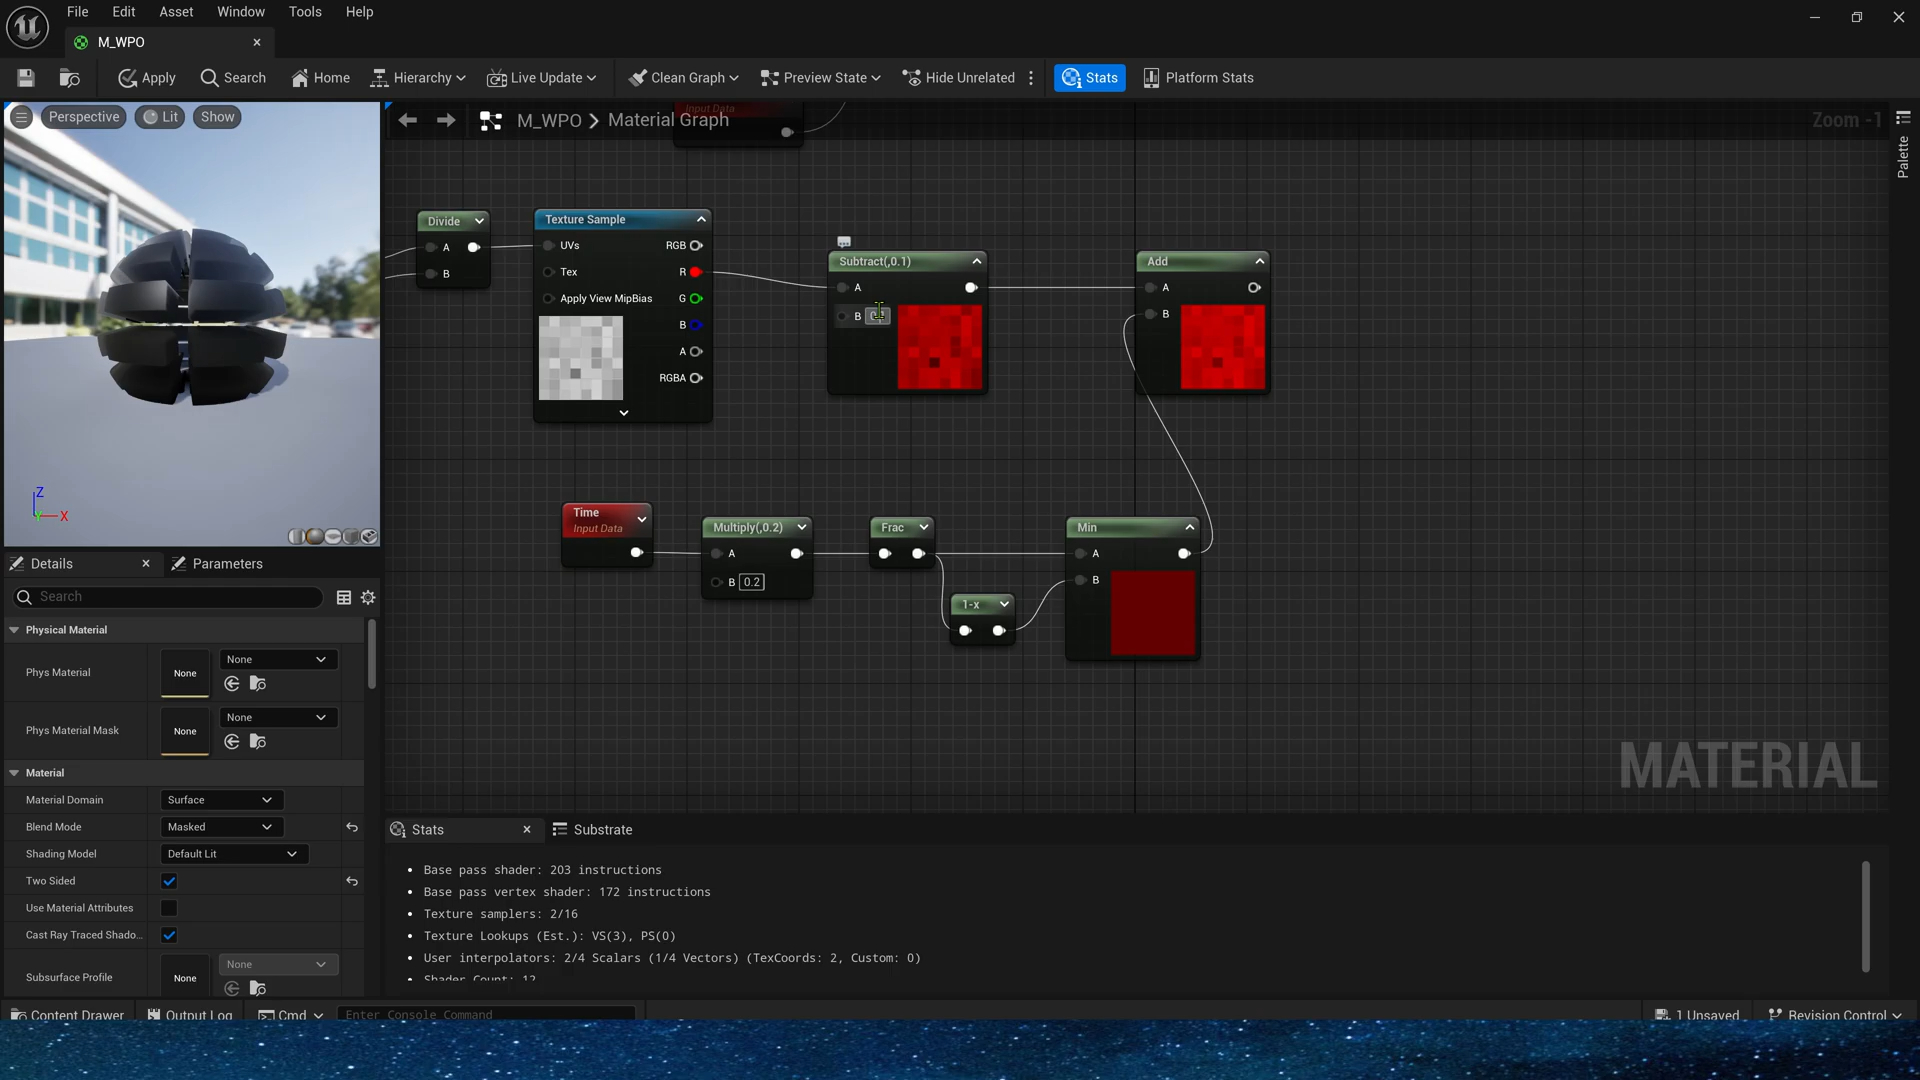 File Edit Asset Window Tools Help
M_WPO
Apply Search Home Hierarchy Live Update Clean Graph Preview State Hide Unrelated Stats Platform Stats
Perspective Lit Show
M_WPO > Material Graph
Zoom -1
Palette
Input Data
Divide
A
B
Texture Sample
UVs RGB
Tex R
Apply View MipBias G
B
A
RGBA
Subtract(,0.1)
A
B
Add
A
B
Time
Input Data
Multiply(,0.2)
A
B 0.2
Frac
1-x
Min
A
B
MATERIAL
Z
X
Details Parameters
Search
Physical Material
Phys Material None None
Phys Material Mask None None
Material
Material Domain Surface
Blend Mode Masked
Shading Model Default Lit
Two Sided
Use Material Attributes
Cast Ray Traced Shado...
Subsurface Profile None None
Stats Substrate
• Base pass shader: 203 instructions
• Base pass vertex shader: 172 instructions
• Texture samplers: 2/16
• Texture Lookups (Est.): VS(3), PS(0)
• User interpolators: 2/4 Scalars (1/4 Vectors) (TexCoords: 2, Custom: 0)
• Shader Count: 12
Content Drawer Output Log Cmd Enter Console Command 1 Unsaved Revision Control